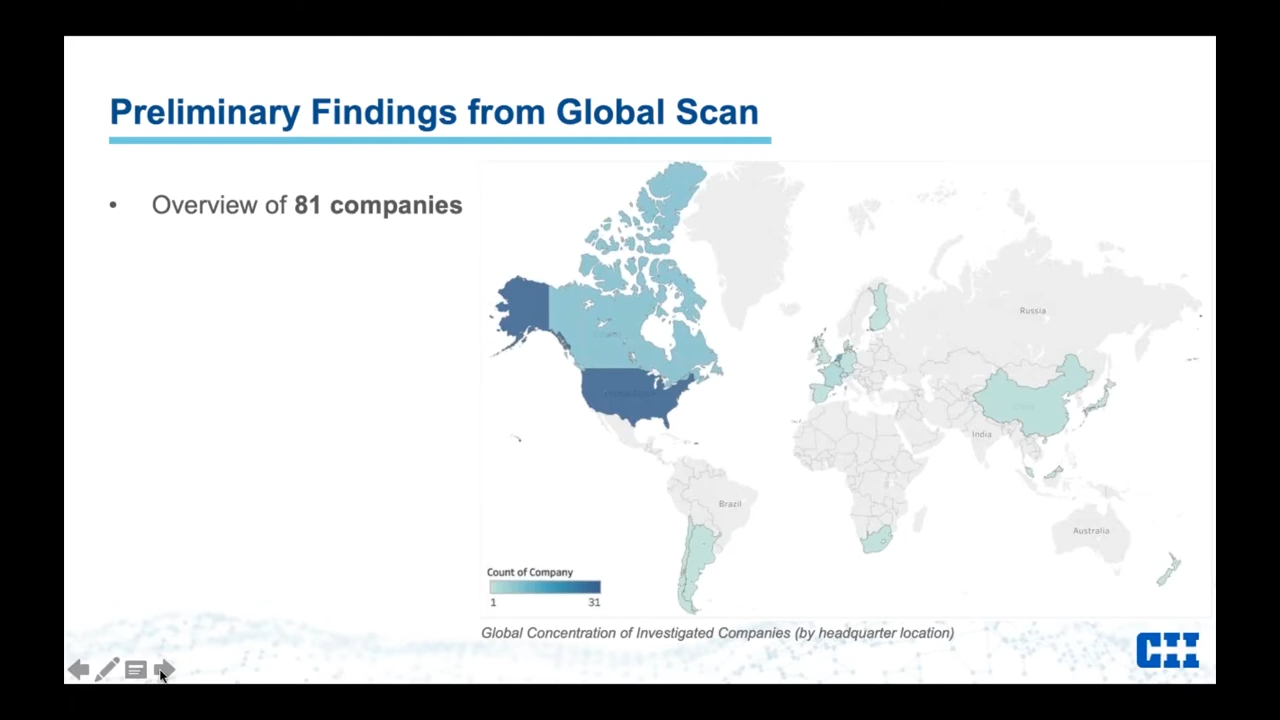 Preliminary Findings from Global Scan
• Overview of 81 companies
Russia
India
Brazil
Australia
Count of Company
1 31
Global Concentration of Investigated Companies (by headquarter location)
CHI